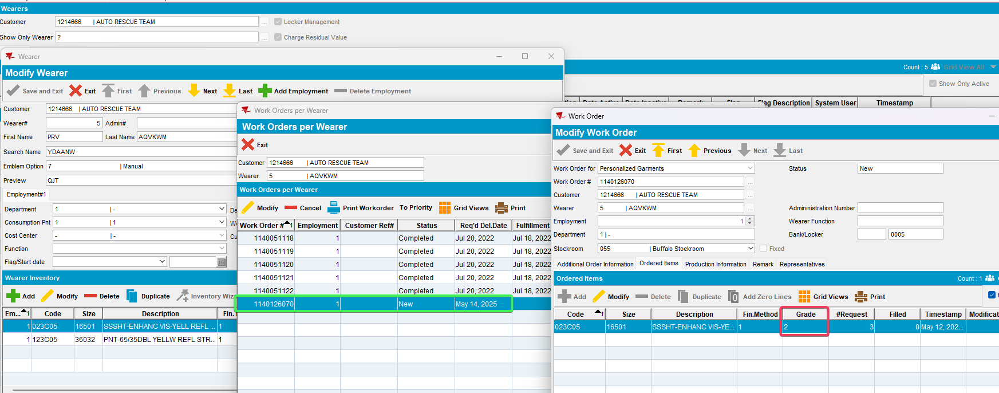 Wearers
Customer 1214666 | AUTO RESCUE TEAM ... Locker Management
Show Only Wearer ? ... Charge Residual Value
Wearer
Modify Wearer
Count : 5 Grid View All
Save and Exit Exit First Previous Next Last Add Employment Delete Employment
Show Only Active
Flag Description System User Timestamp
Customer 1214666 | AUTO RESCUE TEAM
Wearer# 5 Admin#
First Name PRV Last Name AQVKWM
Search Name YDAANW
Emblem Option 7 | Manual
Preview QJT
Employment#1
Department 1 | - De
Consumption Pnt 1 | 1 W
Cost Center - | - Cu
Function
Flag/Start date 16
Wearer Inventory
Add Modify Delete Duplicate Inventory Wiz
Em... 1 Code Size Description Fin.
1 023C05 16501 SSSHT-ENHANC VIS-YELL REFL ... 1
1 123C05 36032 PNT-65/35DBL YELLW REFL STR... 1
Work Orders per Wearer
Work Orders per Wearer
Exit
Customer 1214666 | AUTO RESCUE TEAM
Wearer 5 | AQVKWM
Work Orders per Wearer
Modify Cancel Print Workorder To Priority Grid Views Print
Work Order # 1 Employment Customer Ref# Status Req'd Del.Date Fulfillment
1140051118 1 Completed Jul 20, 2022 Jul 18, 2022
1140051119 1 Completed Jul 20, 2022 Jul 18, 2022
1140051120 1 Completed Jul 20, 2022 Jul 18, 2022
1140051121 1 Completed Jul 20, 2022 Jul 18, 2022
1140051122 1 Completed Jul 20, 2022 Jul 18, 2022
1140126070 1 New May 14, 2025
Work Order
Modify Work Order
Save and Exit Exit First Previous Next Last
Work Order for Personalized Garments Status New
Work Order # 1140126070 ...
Customer 1214666 | AUTO RESCUE TEAM ...
Wearer 5 | AQVKWM ... Admininistration Number
Employment 1 Wearer Function
Department 1 | - Bank/Locker 0005
Stockroom 055 | Buffalo Stockroom Fixed
Additional Order Information Ordered Items Production Information Remark Representatives
Ordered Items Count : 1
Add Modify Delete Duplicate Add Zero Lines Grid Views Print
Code 1 Size Description Fin.Method Grade #Request Filled Timestamp Modificat
023C05 16501 SSSHT-ENHANC VIS-YE... 1 2 3 0 May 12, 202...